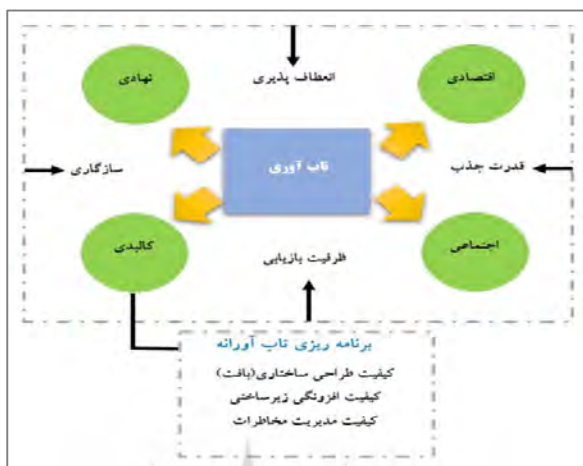 اقتصادی
انعطاف پذیری
نهادی
تاب آوری
قدرت جذب
سازگاری
اجتماعی
ظرفیت بازیابی
کالبدی
برنامه ریزی تاب آورانه
کیفیت طراحی ساختاری(بافت)
کیفیت افزونگی زیرساختی
کیفیت مدیریت مخاطرات